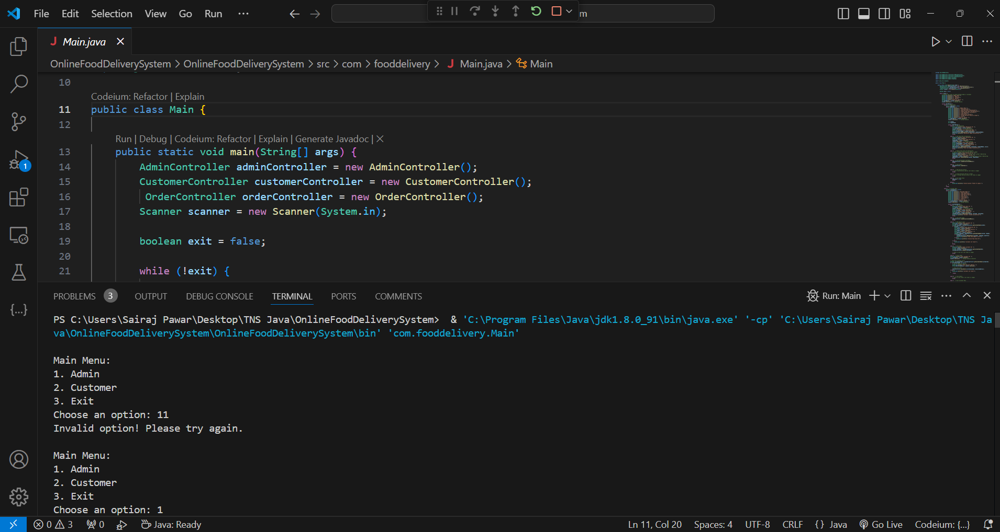 File Edit Selection View Go Run ···
m
Main.java
OnlineFoodDeliverySystem > OnlineFoodDeliverySystem > src > com > fooddelivery > Main.java > Main
10
Codeium: Refactor | Explain
11 public class Main {
12
Run | Debug | Codeium: Refactor | Explain | Generate Javadoc | ×
13 public static void main(String[] args) {
14 AdminController adminController = new AdminController();
15 CustomerController customerController = new CustomerController();
16 OrderController orderController = new OrderController();
17 Scanner scanner = new Scanner(System.in);
18
19 boolean exit = false;
20
21 while (!exit) {
PROBLEMS 3 OUTPUT DEBUG CONSOLE TERMINAL PORTS COMMENTS Run: Main
PS C:\Users\Sairaj Pawar\Desktop\TNS Java\OnlineFoodDeliverySystem> & 'C:\Program Files\Java\jdk1.8.0_91\bin\java.exe' '-cp' 'C:\Users\Sairaj Pawar\Desktop\TNS Ja
va\OnlineFoodDeliverySystem\OnlineFoodDeliverySystem\bin' 'com.fooddelivery.Main'
Main Menu:
1. Admin
2. Customer
3. Exit
Choose an option: 11
Invalid option! Please try again.
Main Menu:
1. Admin
2. Customer
3. Exit
Choose an option: 1
1
0 3 0 Java: Ready Ln 11, Col 20 Spaces: 4 UTF-8 CRLF {} Java Go Live Codeium: {...}